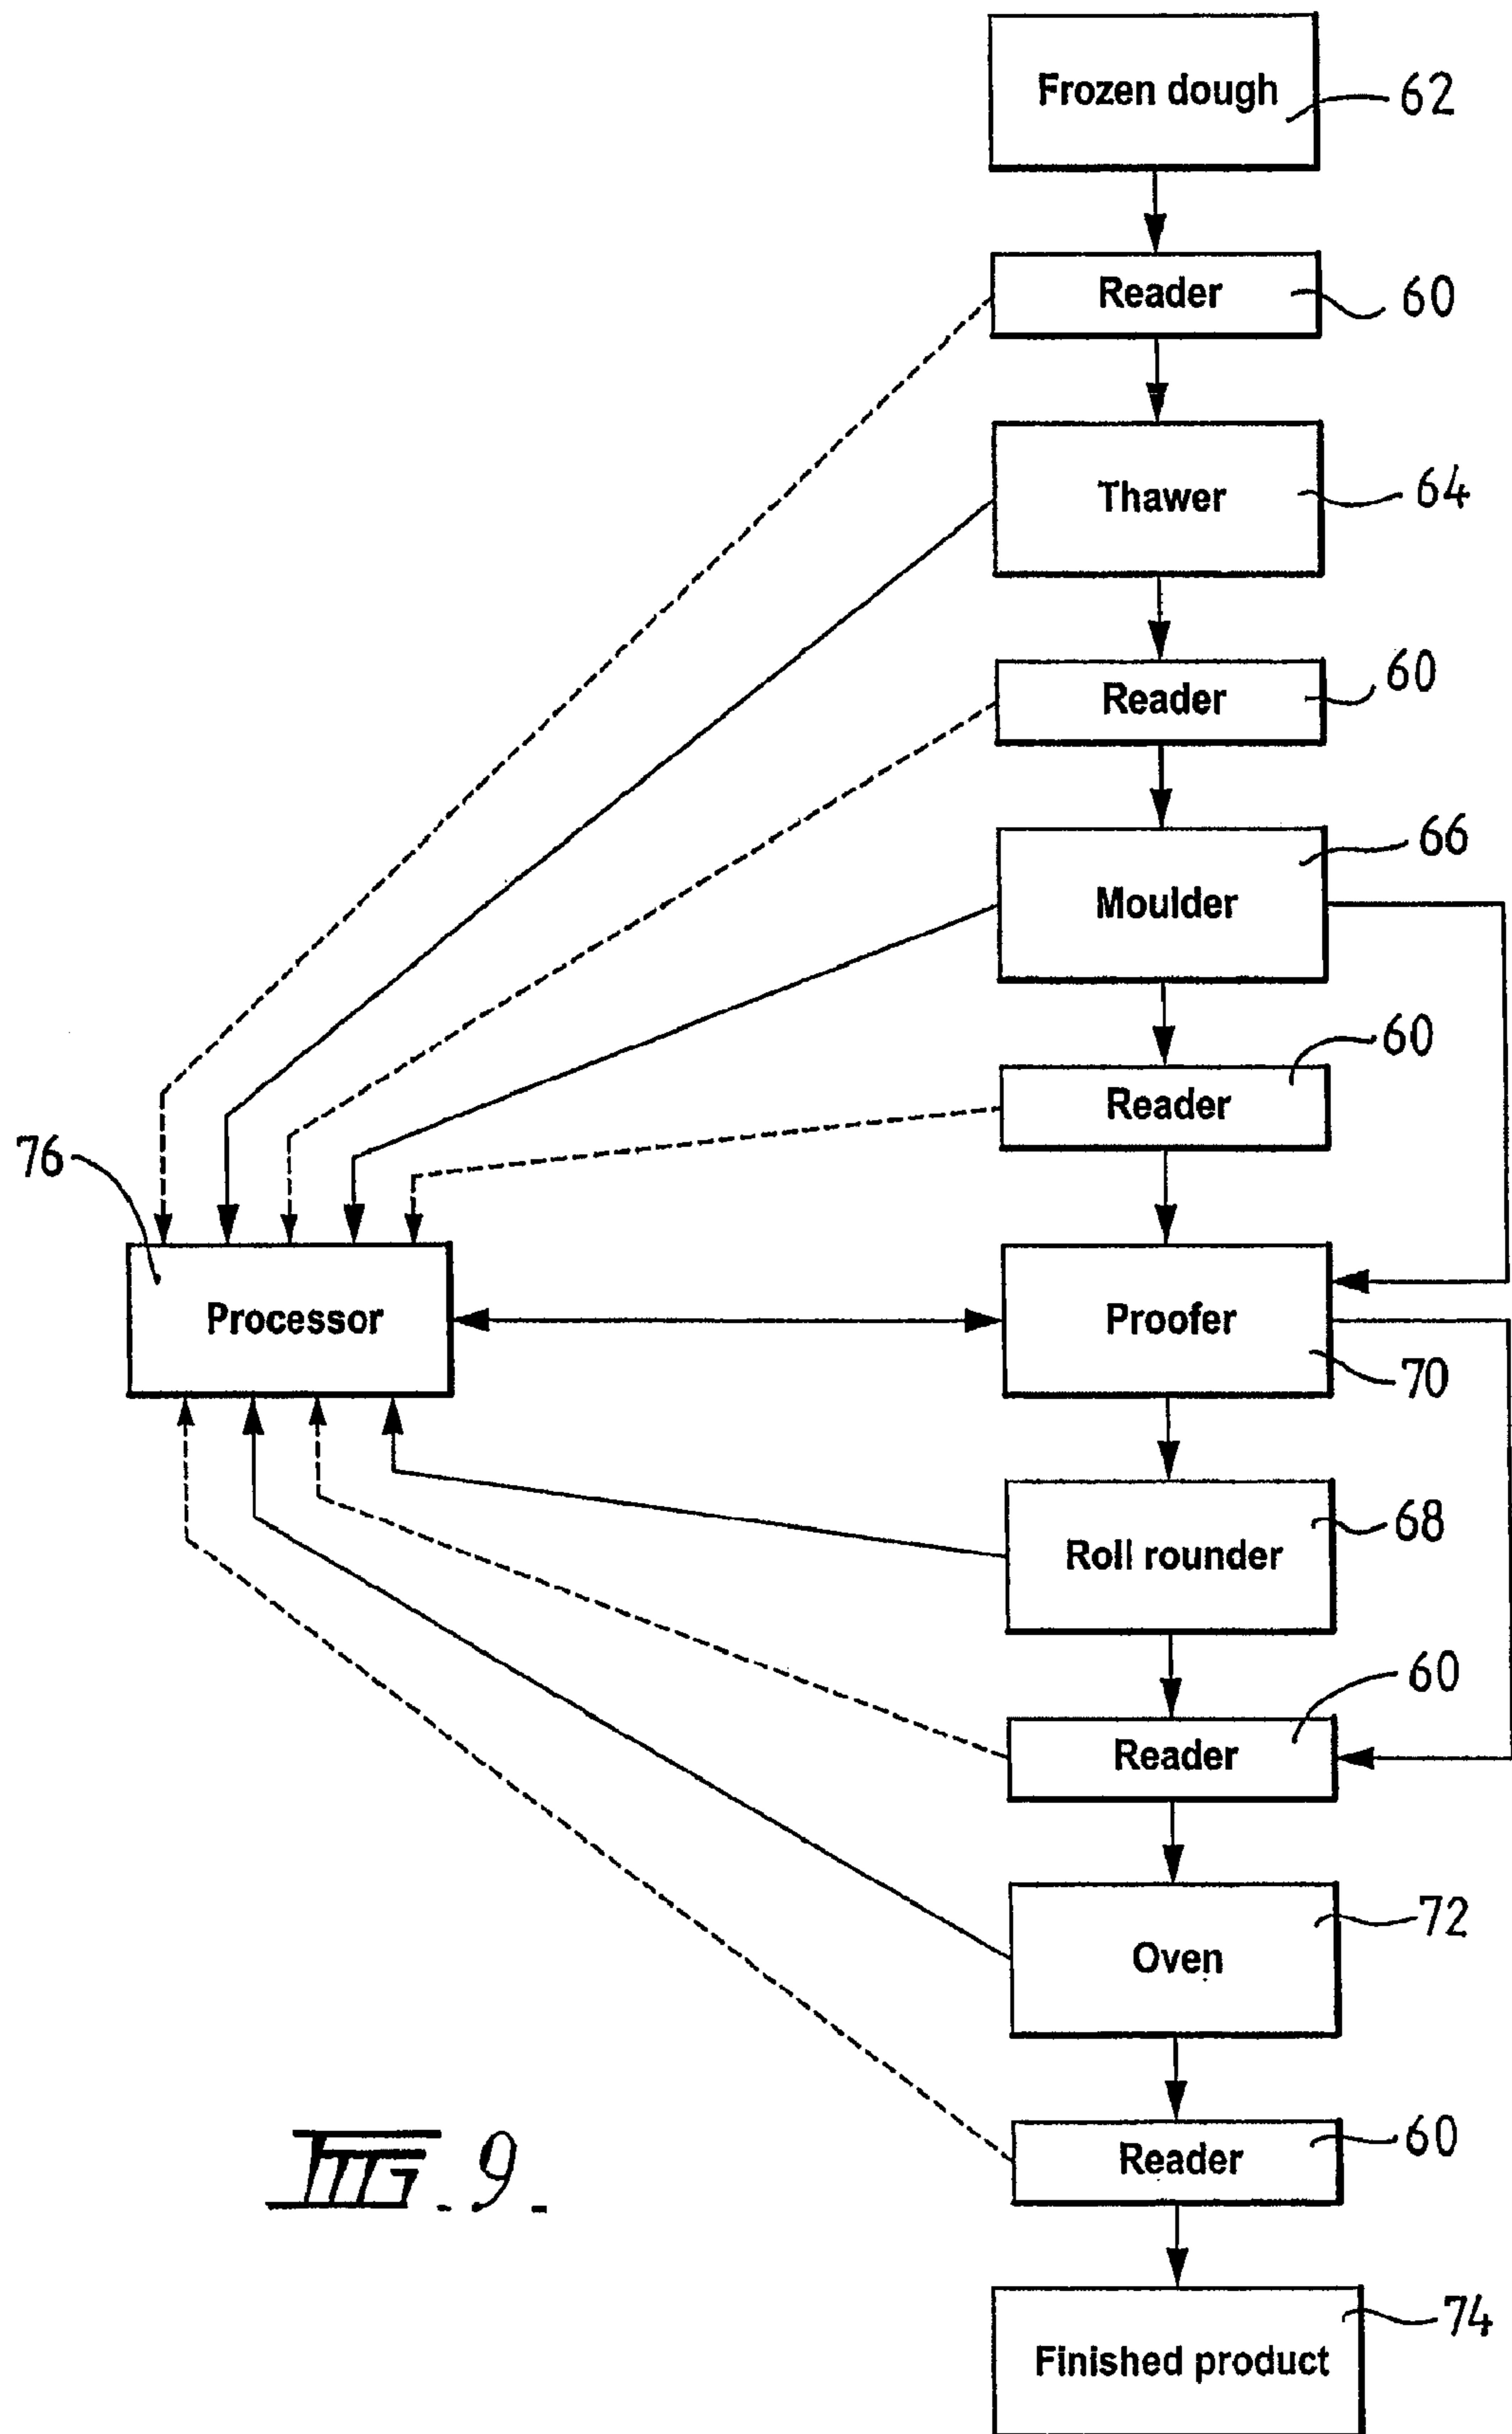 Frozen dough
62
Reader
60
Thawer
64
Reader
60
66
Moulder
60
Reader
76
Processor
Proofer
70
68
Roll rounder
60
Reader
72
Oven
60
Reader
FIG. 9.
74
Finished product